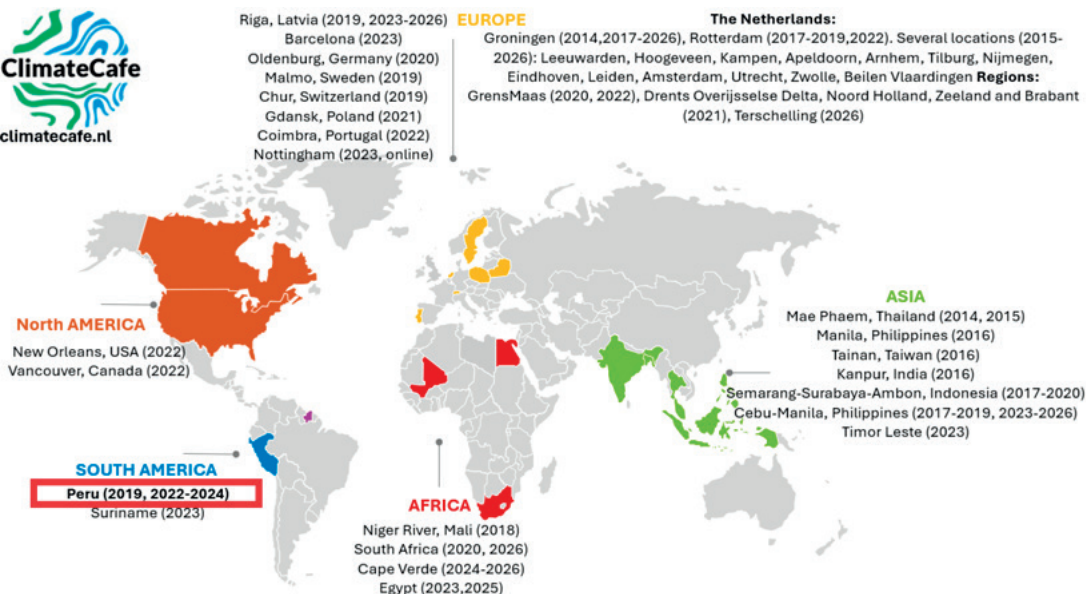 ClimateCafe
climatecafe.nl
Riga, Latvia (2019, 2023-2026)
Barcelona (2023)
Oldenburg, Germany (2020)
Malmo, Sweden (2019)
Chur, Switzerland (2019)
Gdansk, Poland (2021)
Coimbra, Portugal (2022)
Nottingham (2023, online)
EUROPE
The Netherlands:
Groningen (2014,2017-2026), Rotterdam (2017-2019,2022). Several locations (2015-
2026): Leeuwarden, Hoogeveen, Kampen, Apeldoorn, Arnhem, Tilburg, Nijmegen,
Eindhoven, Leiden, Amsterdam, Utrecht, Zwolle, Beilen Vlaardingen Regions:
GrensMaas (2020, 2022), Drents Overijsselse Delta, Noord Holland, Zeeland and Brabant
(2021), Terschelling (2026)
North AMERICA
New Orleans, USA (2022)
Vancouver, Canada (2022)
ASIA
Mae Phaem, Thailand (2014, 2015)
Manila, Philippines (2016)
Tainan, Taiwan (2016)
Kanpur, India (2016)
Semarang-Surabaya-Ambon, Indonesia (2017-2020)
Cebu-Manila, Philippines (2017-2019, 2023-2026)
Timor Leste (2023)
SOUTH AMERICA
Peru (2019, 2022-2024)
Suriname (2023)
AFRICA
Niger River, Mali (2018)
South Africa (2020, 2026)
Cape Verde (2024-2026)
Egypt (2023,2025)